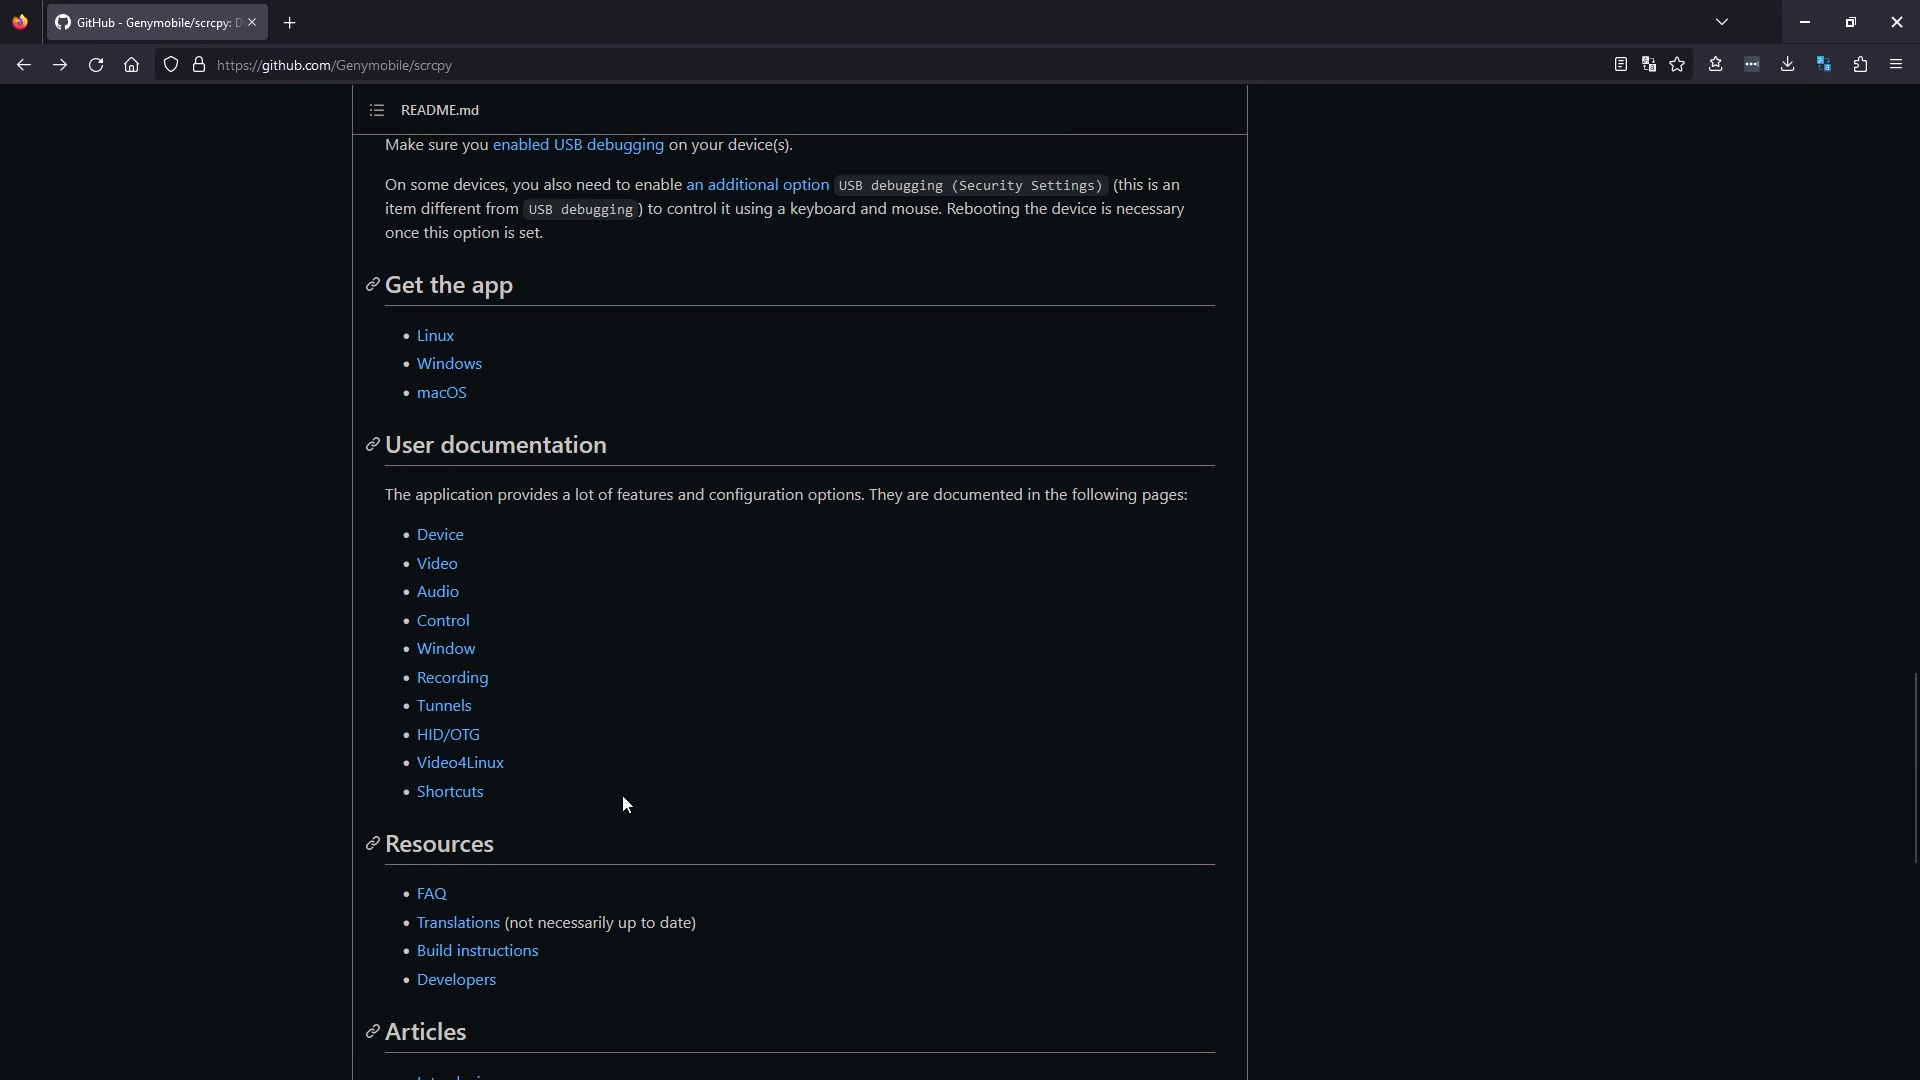 GitHub - Genymobile/scrcpy: D
https://github.com/Genymobile/scrcpy
README.md
Make sure you enabled USB debugging on your device(s).
On some devices, you also need to enable an additional option USB debugging (Security Settings) (this is an
item different from USB debugging) to control it using a keyboard and mouse. Rebooting the device is necessary
once this option is set.
Get the app
• Linux
• Windows
• macOS
User documentation
The application provides a lot of features and configuration options. They are documented in the following pages:
• Device
• Video
• Audio
• Control
• Window
• Recording
• Tunnels
• HID/OTG
• Video4Linux
• Shortcuts
Resources
• FAQ
• Translations (not necessarily up to date)
• Build instructions
• Developers
Articles